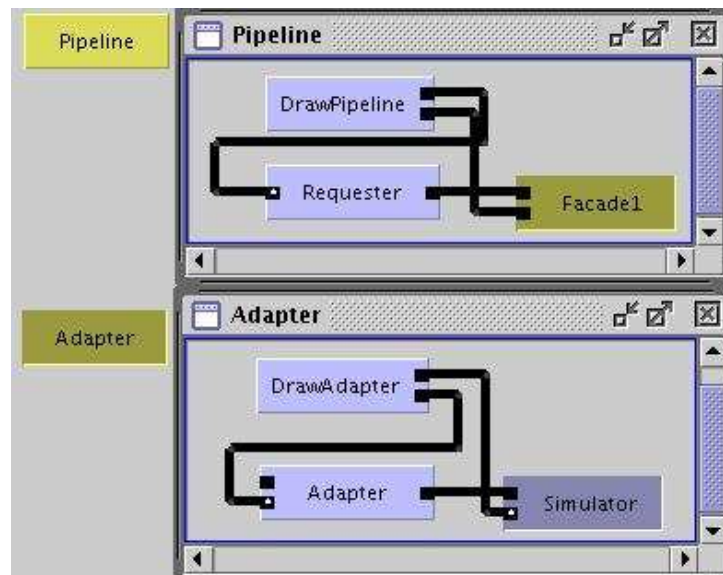 Pipeline
Pipeline
DrawPipeline
Requester
Facade1
Adapter
Adapter
DrawAdapter
Adapter
Simulator